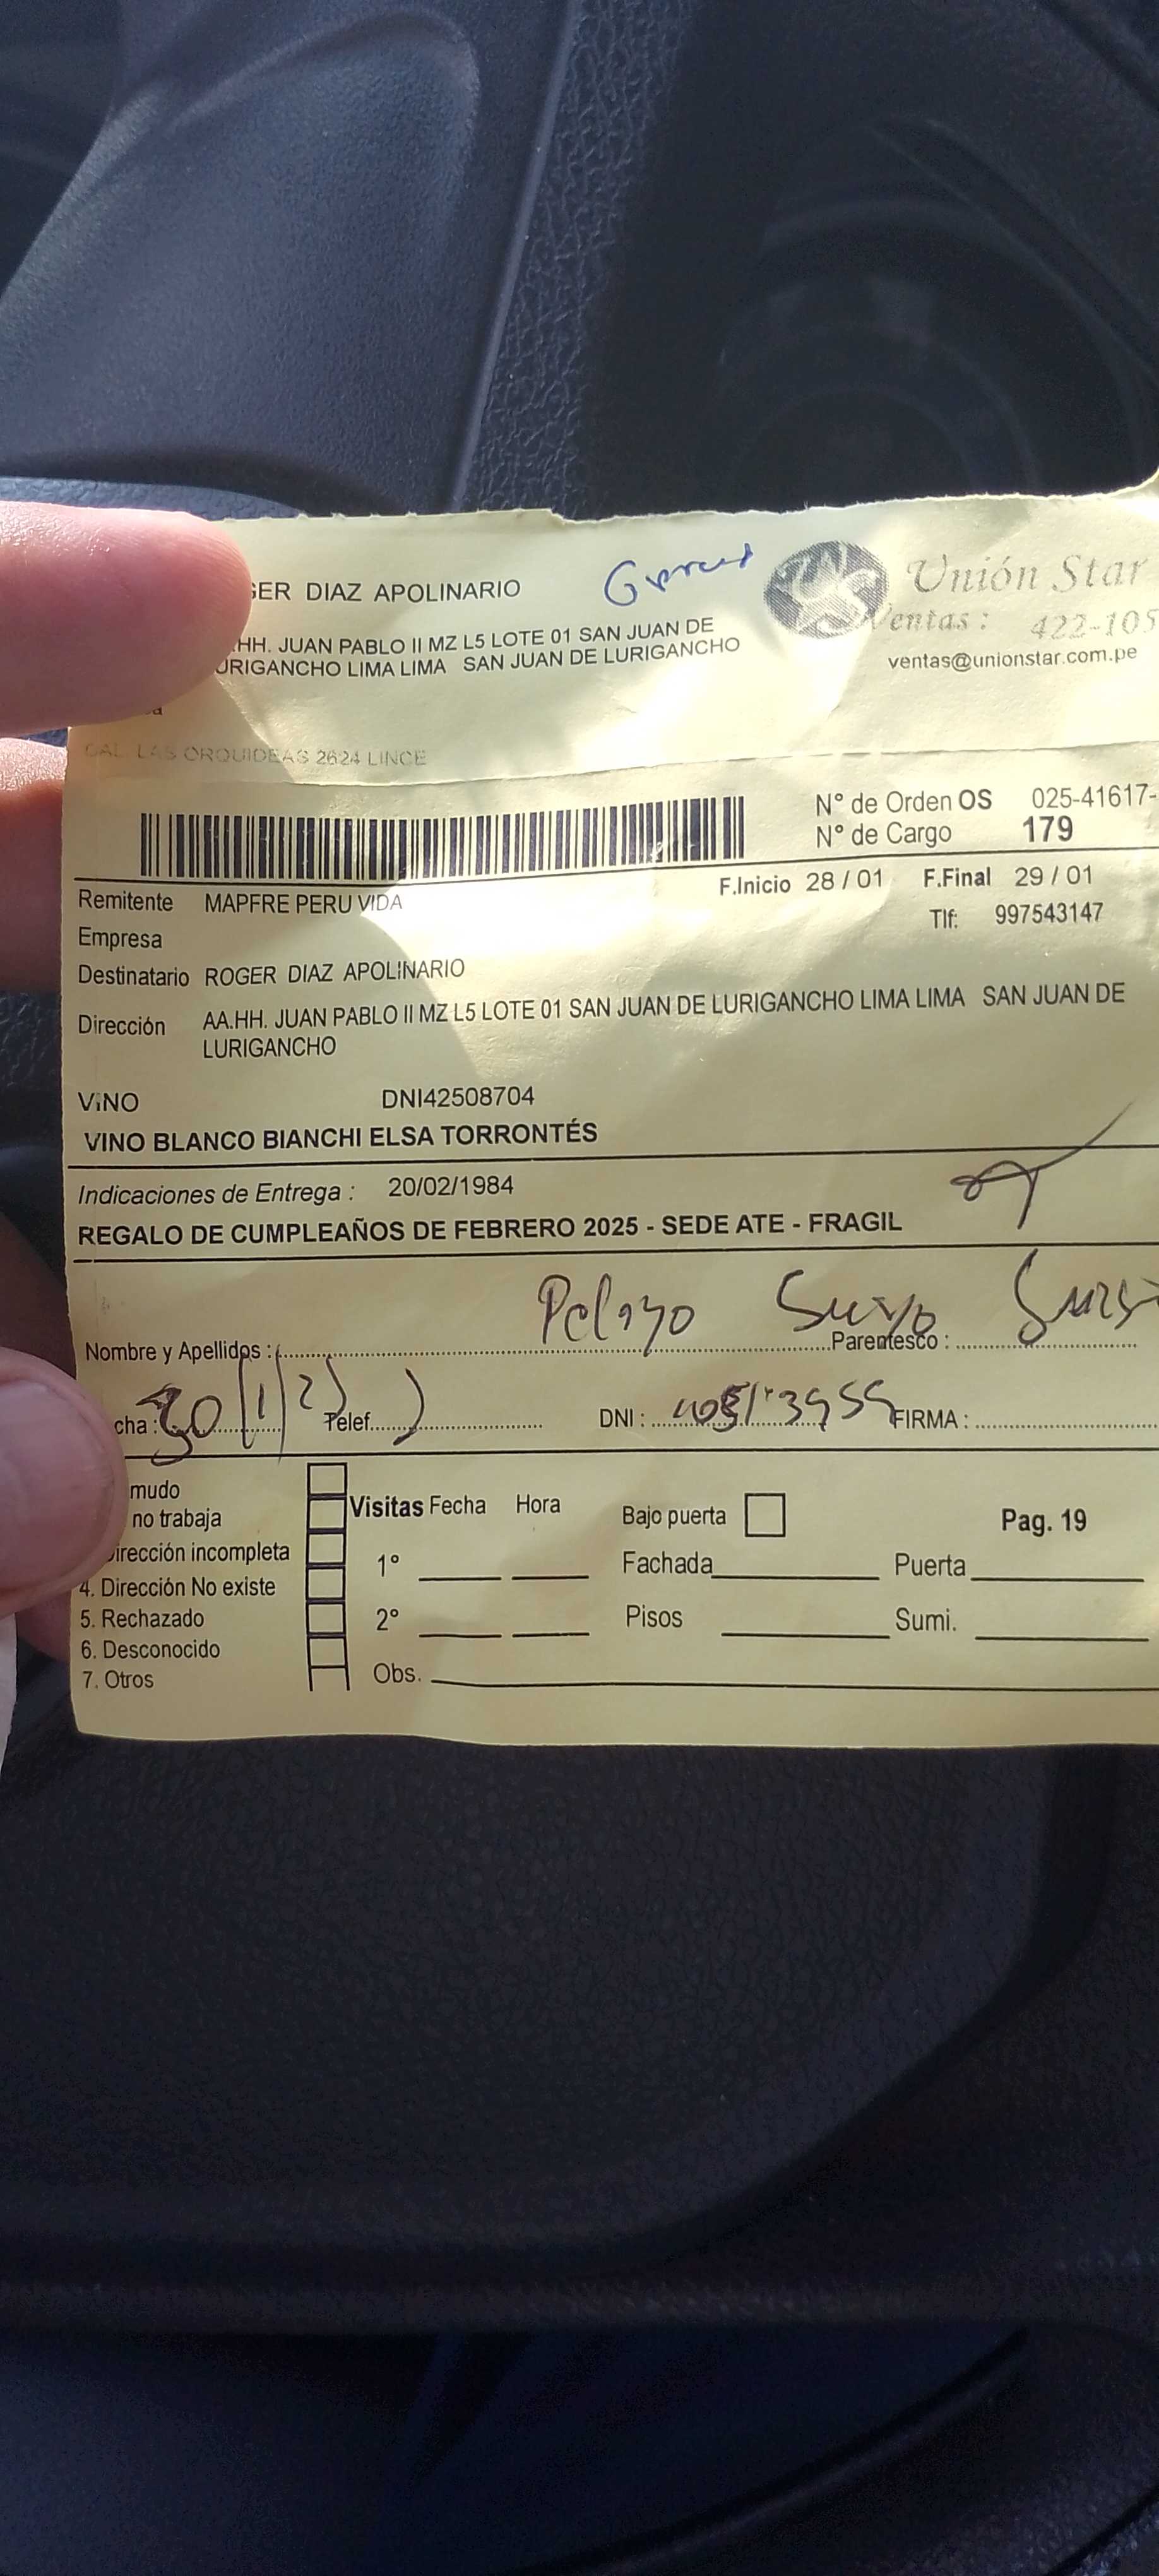 GER DIAZ APOLINARIO
Unión Star
.HH. JUAN PABLO II MZ L5 LOTE 01 SAN JUAN DE
URIGANCHO LIMA LIMA SAN JUAN DE LURIGANCHO
Ventas: 422-105
ventas@unionstar.com.pe
a
CAL. LAS ORQUIDEAS 2624 LINCE
N° de Orden OS 025-41617-
N° de Cargo 179
F.Inicio 28 / 01 F.Final 29 / 01
Remitente MAPFRE PERU VIDA
Tlf: 997543147
Empresa
Destinatario ROGER DIAZ APOLINARIO
Dirección AA.HH. JUAN PABLO II MZ L5 LOTE 01 SAN JUAN DE LURIGANCHO LIMA LIMA SAN JUAN DE
LURIGANCHO
VINO DNI42508704
VINO BLANCO BIANCHI ELSA TORRONTÉS
Indicaciones de Entrega : 20/02/1984
REGALO DE CUMPLEAÑOS DE FEBRERO 2025 - SEDE ATE - FRAGIL
Nombre y Apellidos : Pelayo Parentesco :
cha : 30/1/25 Telef. DNI : FIRMA :
mudo
no trabaja
irección incompleta
4. Dirección No existe
5. Rechazado
6. Desconocido
7. Otros
Visitas Fecha Hora
1°
2°
Obs.
Bajo puerta
Fachada Puerta
Pisos Sumi.
Pag. 19